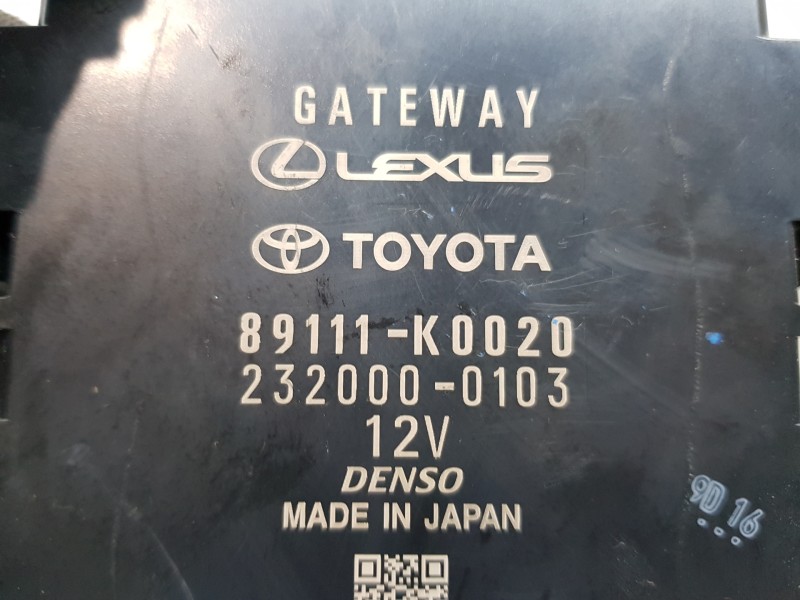 GATEWAY
LEXUS
TOYOTA
89111-K0020
232000-0103
12V
DENSO
MADE IN JAPAN
9D 16